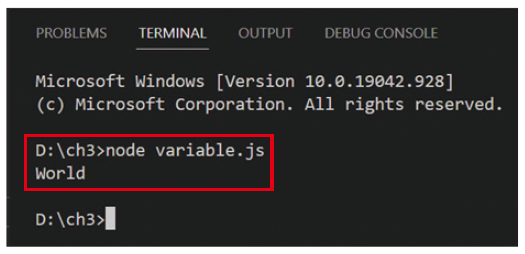 PROBLEMS TERMINAL OUTPUT DEBUG CONSOLE
Microsoft Windows [Version 10.0.19042.928]
(c) Microsoft Corporation. All rights reserved.
D:\ch3>node variable.js
World
D:\ch3>